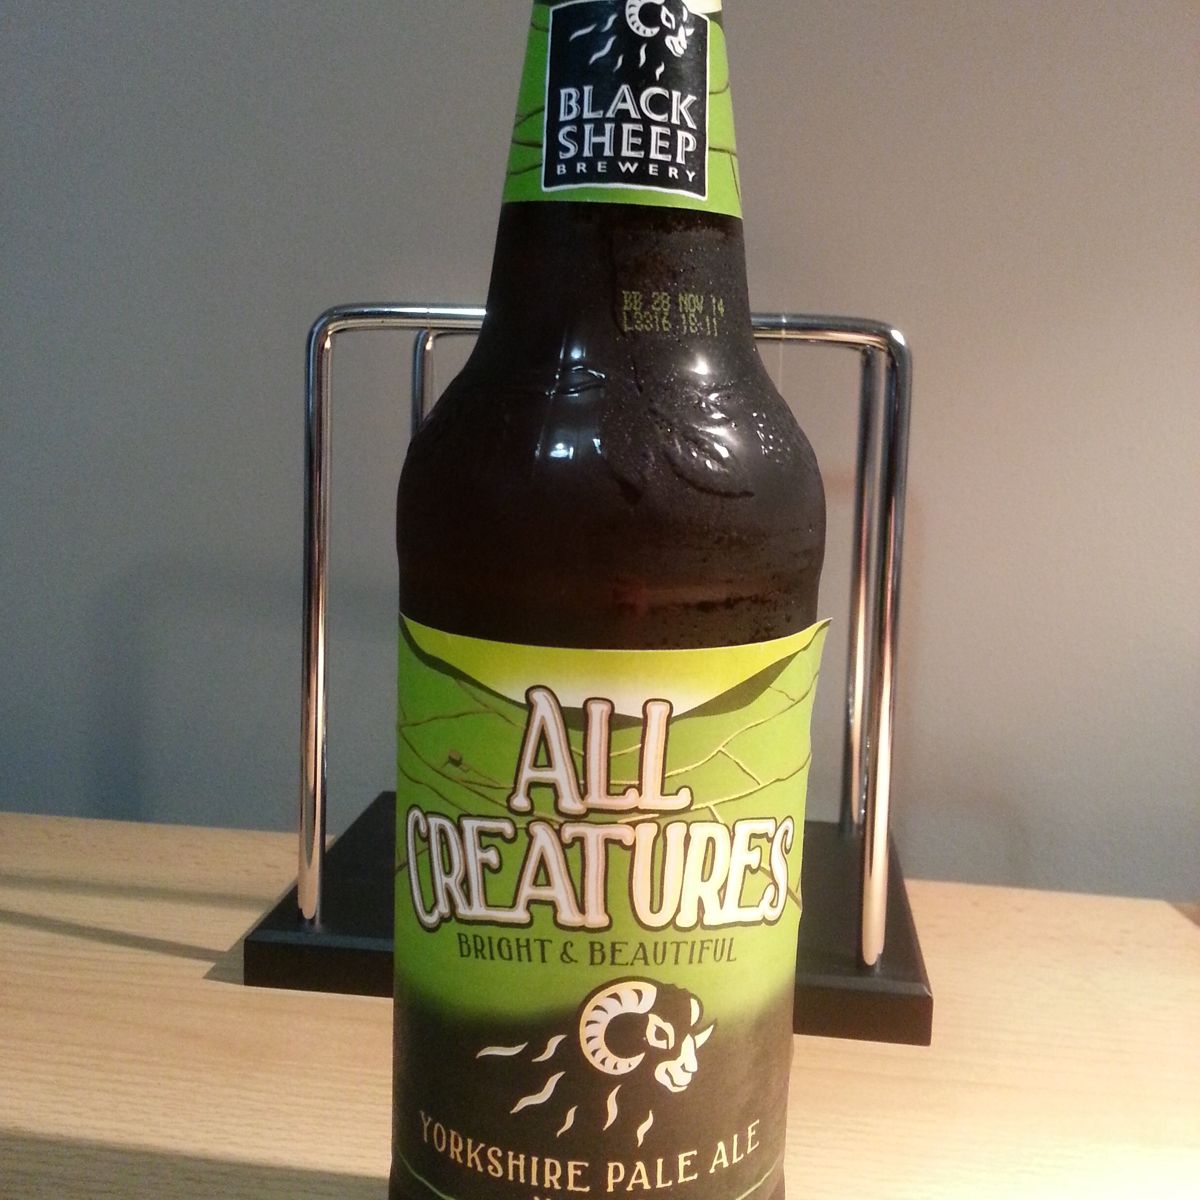 BLACK
SHEEP
BREWERY
BB 28 NOV 14
L3316 18:11
ALL
CREATURES
BRIGHT & BEAUTIFUL
YORKSHIRE PALE ALE